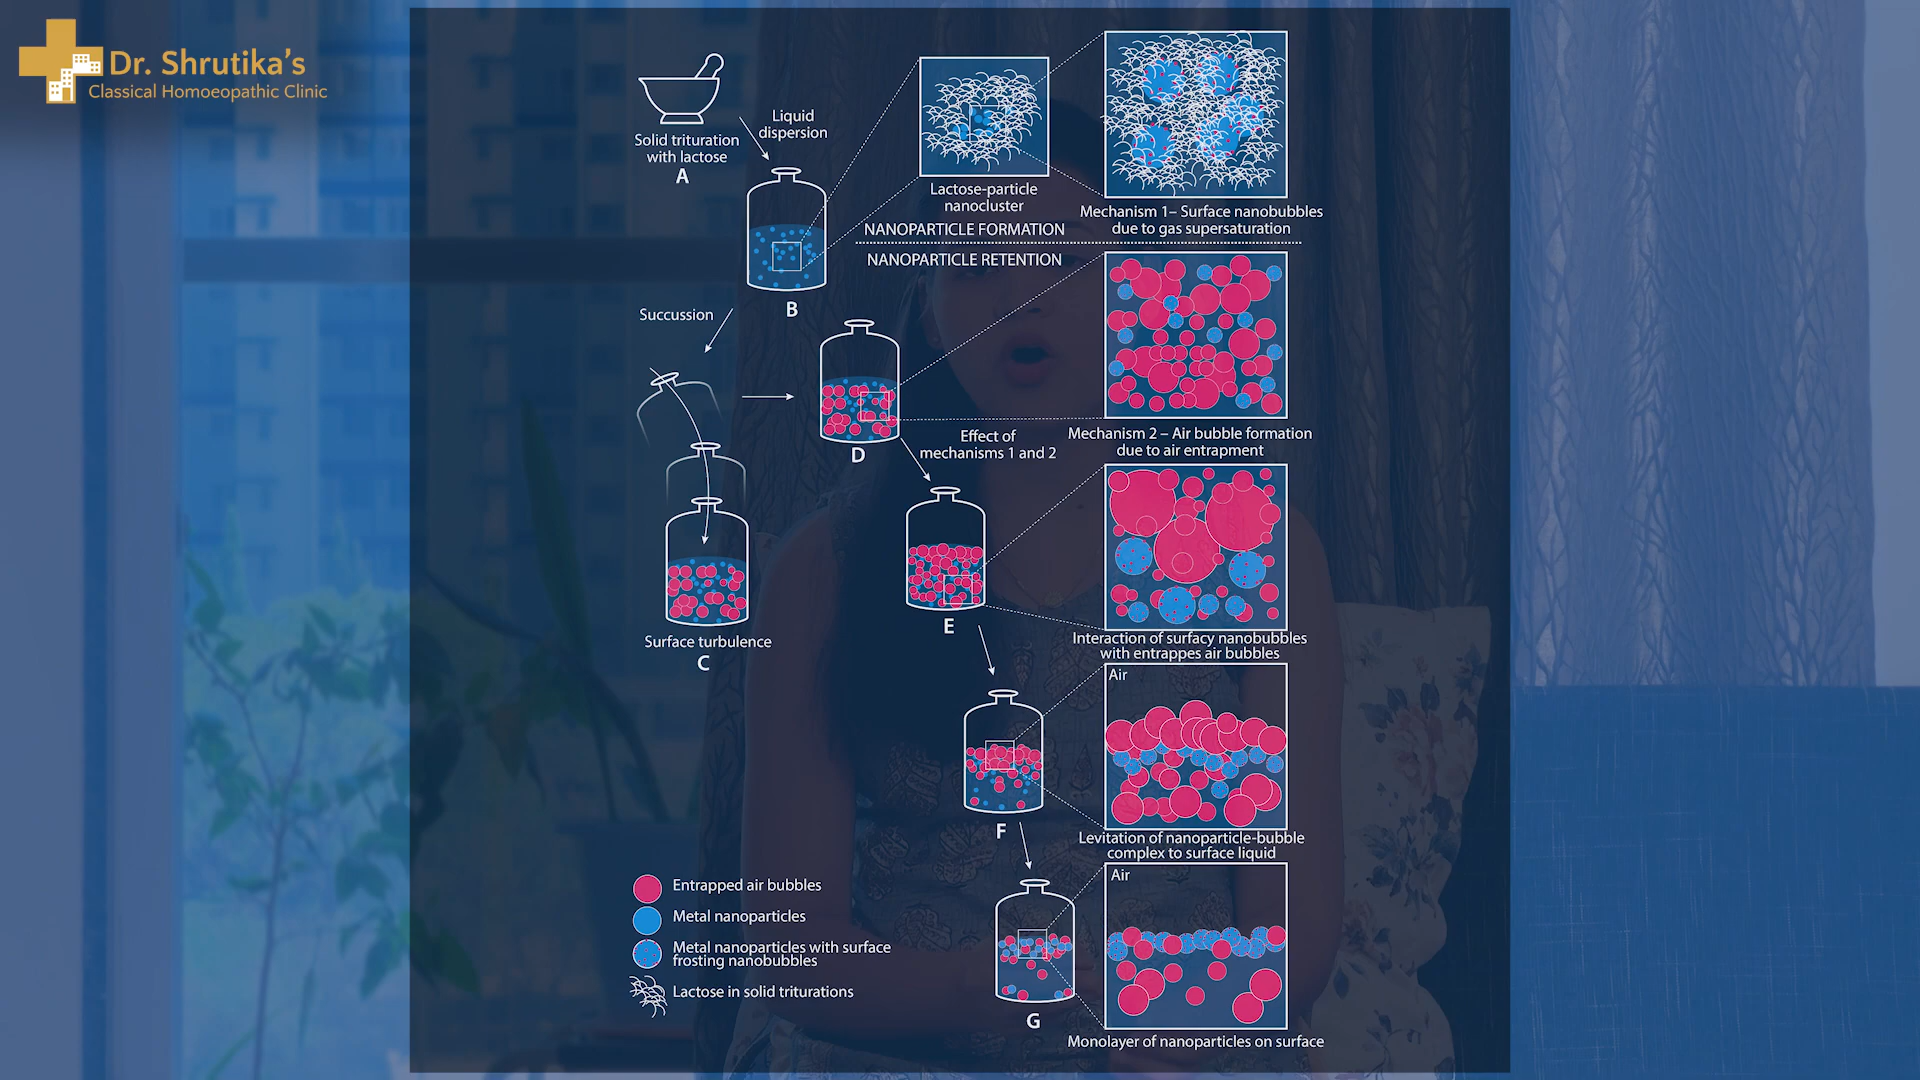 Dr. Shrutika's
Classical Homoeopathic Clinic
Solid trituration
with lactose
A
Liquid
dispersion
B
Lactose-particle
nanocluster
Mechanism 1– Surface nanobubbles
due to gas supersaturation
NANOPARTICLE FORMATION
NANOPARTICLE RETENTION
Succussion
Surface turbulence
C
D
Mechanism 2 – Air bubble formation
due to air entrapment
Effect of
mechanisms 1 and 2
E
Interaction of surfacy nanobubbles
with entrappes air bubbles
Air
F
Levitation of nanoparticle-bubble
complex to surface liquid
Air
G
Monolayer of nanoparticles on surface
Entrapped air bubbles
Metal nanoparticles
Metal nanoparticles with surface
frosting nanobubbles
Lactose in solid triturations